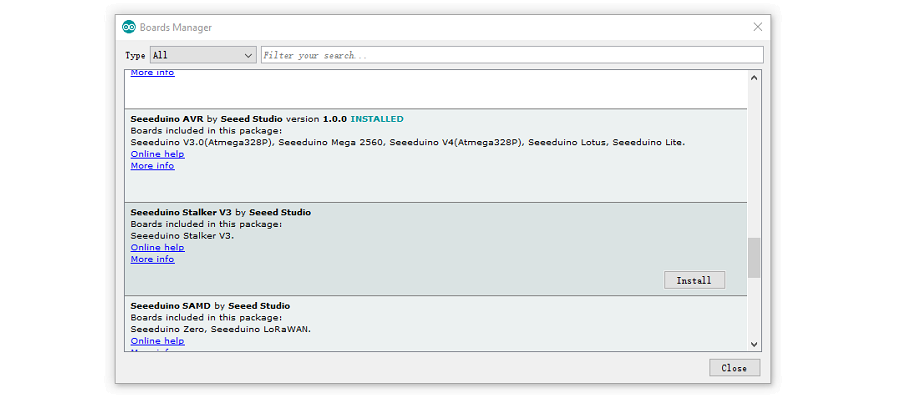 Boards Manager
Type All Filter your search...
More info
Seeeduino AVR by Seeed Studio version 1.0.0 INSTALLED
Boards included in this package:
Seeeduino V3.0(Atmega328P), Seeeduino Mega 2560, Seeeduino V4(Atmega328P), Seeeduino Lotus, Seeeduino Lite.
Online help
More info
Seeeduino Stalker V3 by Seeed Studio
Boards included in this package:
Seeeduino Stalker V3.
Online help
More info
Install
Seeeduino SAMD by Seeed Studio
Boards included in this package:
Seeeduino Zero, Seeeduino LoRaWAN.
Online help
Close